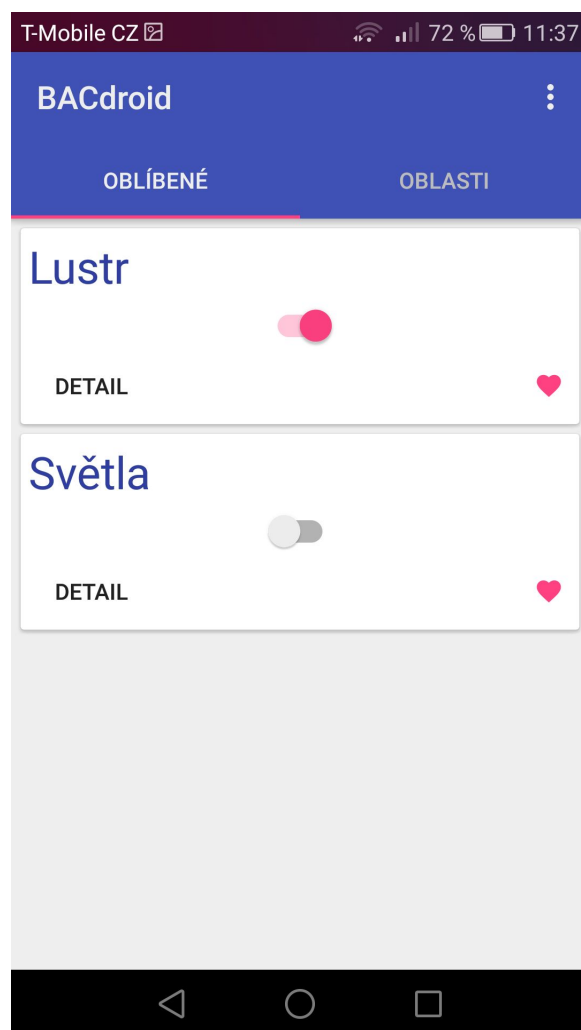 T-Mobile CZ 72 % 11:37
BACdroid
OBLÍBENÉ OBLASTI
Lustr
DETAIL
Světla
DETAIL